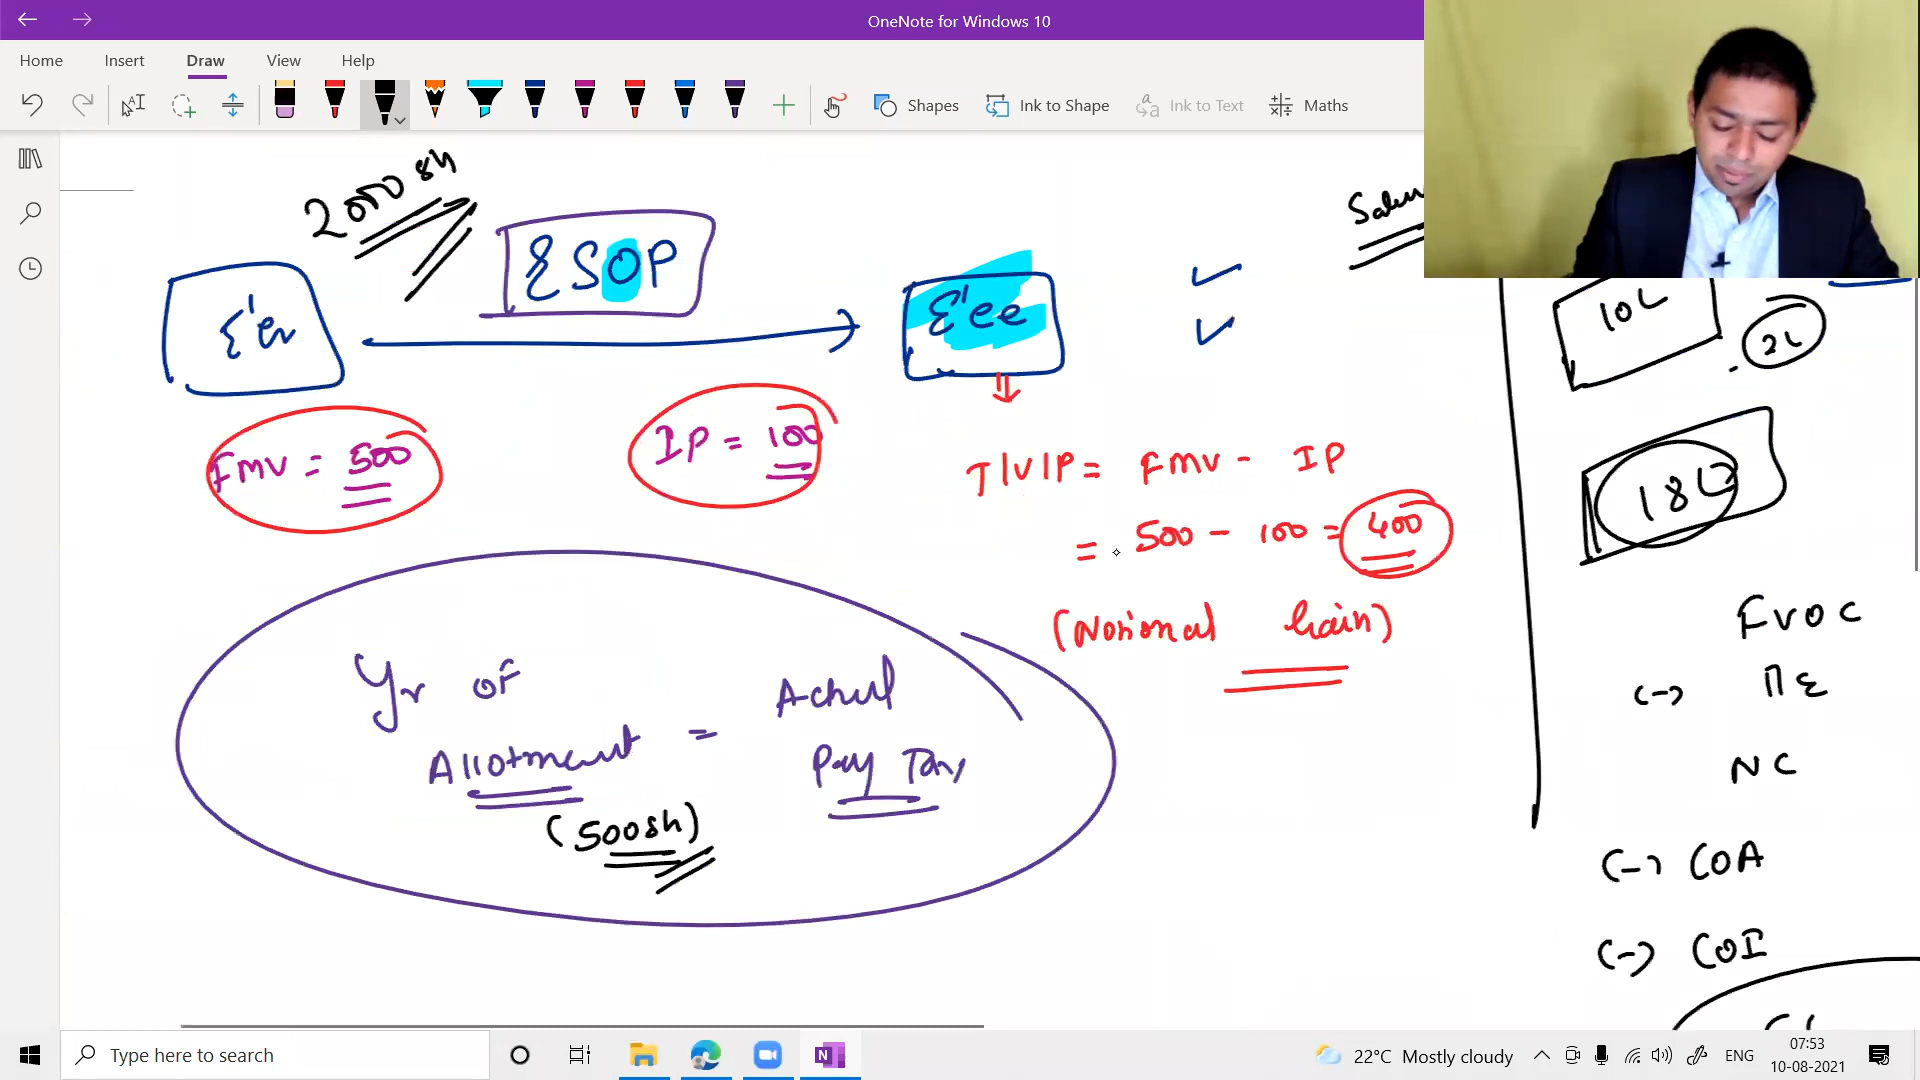 OneNote for Windows 10
Home Insert Draw View Help
Shapes Ink to Shape Ink to Text Maths
2000 sh
ESOP
E'er
E'ee
10L
2L
FMV = 500
IP = 100
T/V/P = FMV - IP
= 500 - 100 = 400
(Notional Gain)
18L
FVOC
(-) TE
NC
(-) COA
(-) COI
Yr of Allotment = Actual Pay Tax
(500sh)
Type here to search
22°C Mostly cloudy
ENG
07:53
10-08-2021